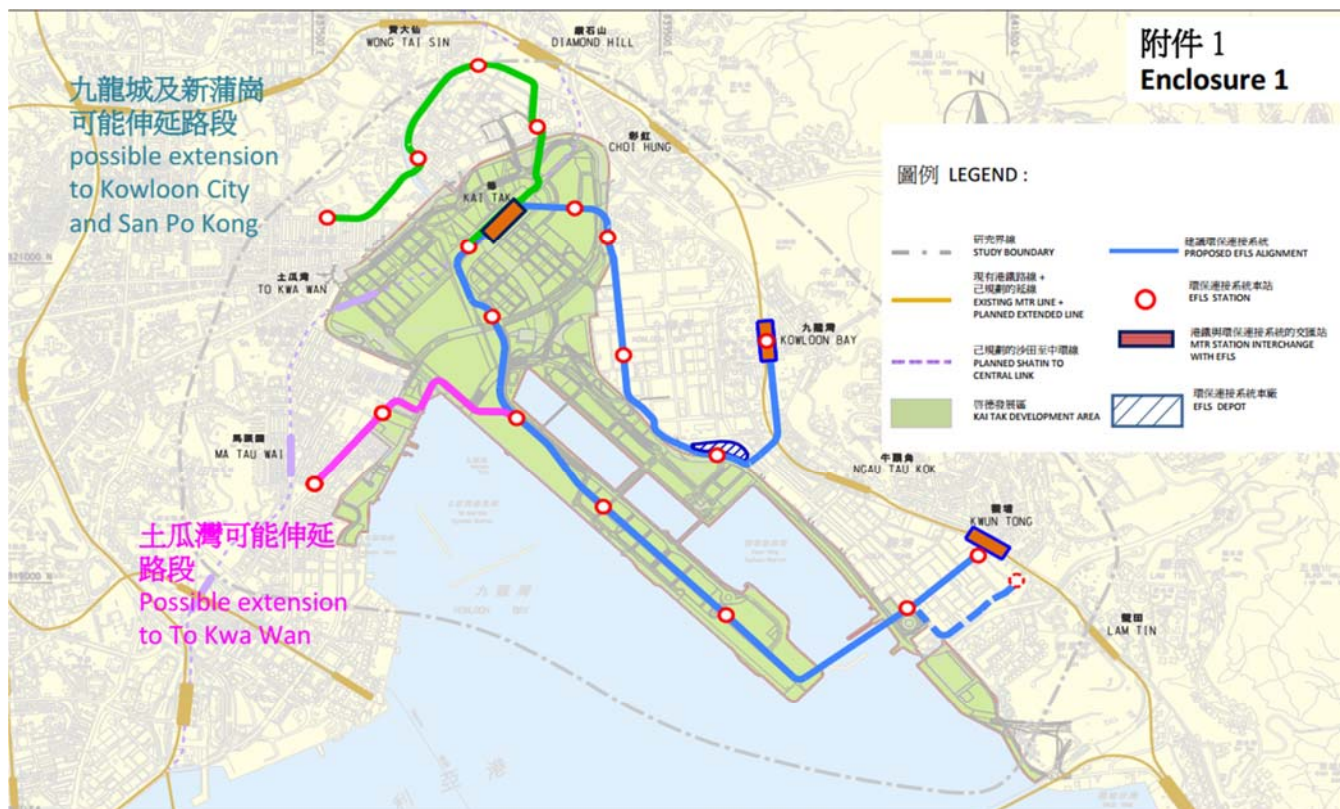 附件 1
Enclosure 1
黃大仙
WONG TAI SIN
鑽石山
DIAMOND HILL
九龍城及新蒲崗
可能伸延路段
possible extension
to Kowloon City
and San Po Kong
彩虹
CHOI HUNG
KAI TAK
土瓜灣
TO KWA WAN
九龍灣
KOWLOON BAY
馬頭圍
MA TAU WAI
牛頭角
NGAU TAU KOK
觀塘
KWUN TONG
藍田
LAM TIN
土瓜灣可能伸延
路段
Possible extension
to To Kwa Wan
九龍灣
KOWLOON BAY
N
圖例 LEGEND :
研究界線
STUDY BOUNDARY
現有港鐵路線 +
已規劃的延線
EXISTING MTR LINE +
PLANNED EXTENDED LINE
已規劃的沙田至中環線
PLANNED SHATIN TO
CENTRAL LINK
啓德發展區
KAI TAK DEVELOPMENT AREA
建議環保連接系統
PROPOSED EFLS ALIGNMENT
環保連接系統車站
EFLS STATION
港鐵與環保連接系統的交匯站
MTR STATION INTERCHANGE
WITH EFLS
環保連接系統車廠
EFLS DEPOT